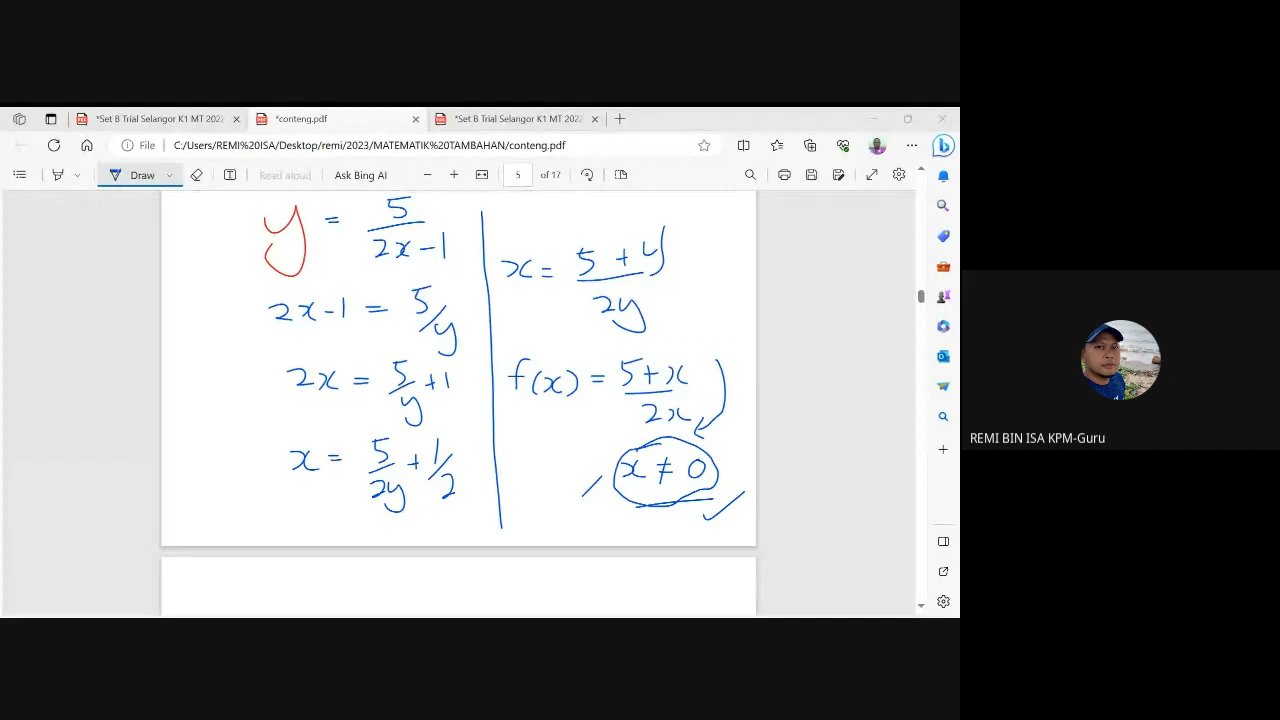 *Set B Trial Selangor K1 MT 202
*conteng.pdf
*Set B Trial Selangor K1 MT 202
File
C:/Users/REMI%20ISA/Desktop/remi/2023/MATEMATIK%20TAMBAHAN/conteng.pdf
Draw
Read aloud
Ask Bing AI
5 of 17
y = 5/(2x-1)
2x-1 = 5/y
2x = 5/y + 1
x = 5/2y + 1/2
x = (5+y)/2y
f(x) = (5+x)/2x
x ≠ 0
REMI BIN ISA KPM-Guru